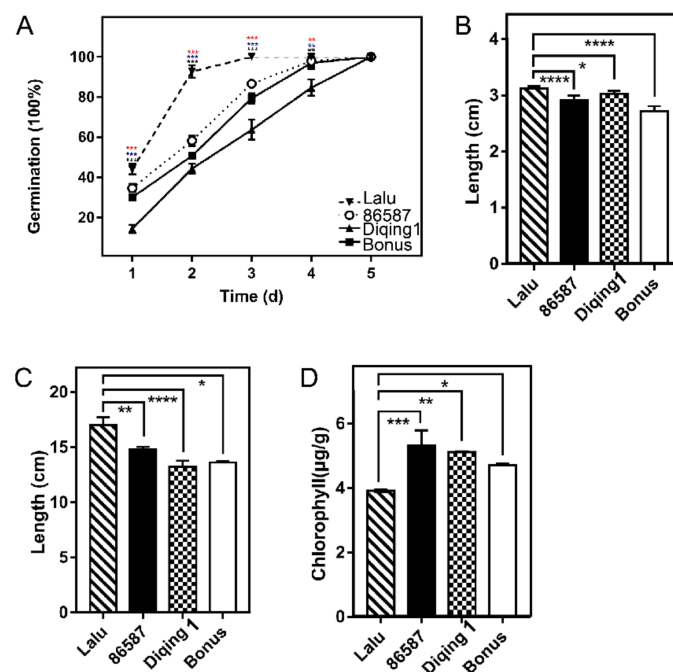 A
***
***
***
***
***
***
***
***
***
**
**
**
100
80
60
40
20
Germination (100%)
1 2 3 4 5
Time (d)
Lalu
86587
Diqing1
Bonus
B
****
*
****
4
3
2
1
0
Length (cm)
Lalu
86587
Diqing1
Bonus
C
*
****
**
20
15
10
5
0
Length (cm)
Lalu
86587
Diqing 1
Bonus
D
*
**
***
6
4
2
0
Chlorophyll(µg/g)
Lalu
86587
Diqing 1
Bonus